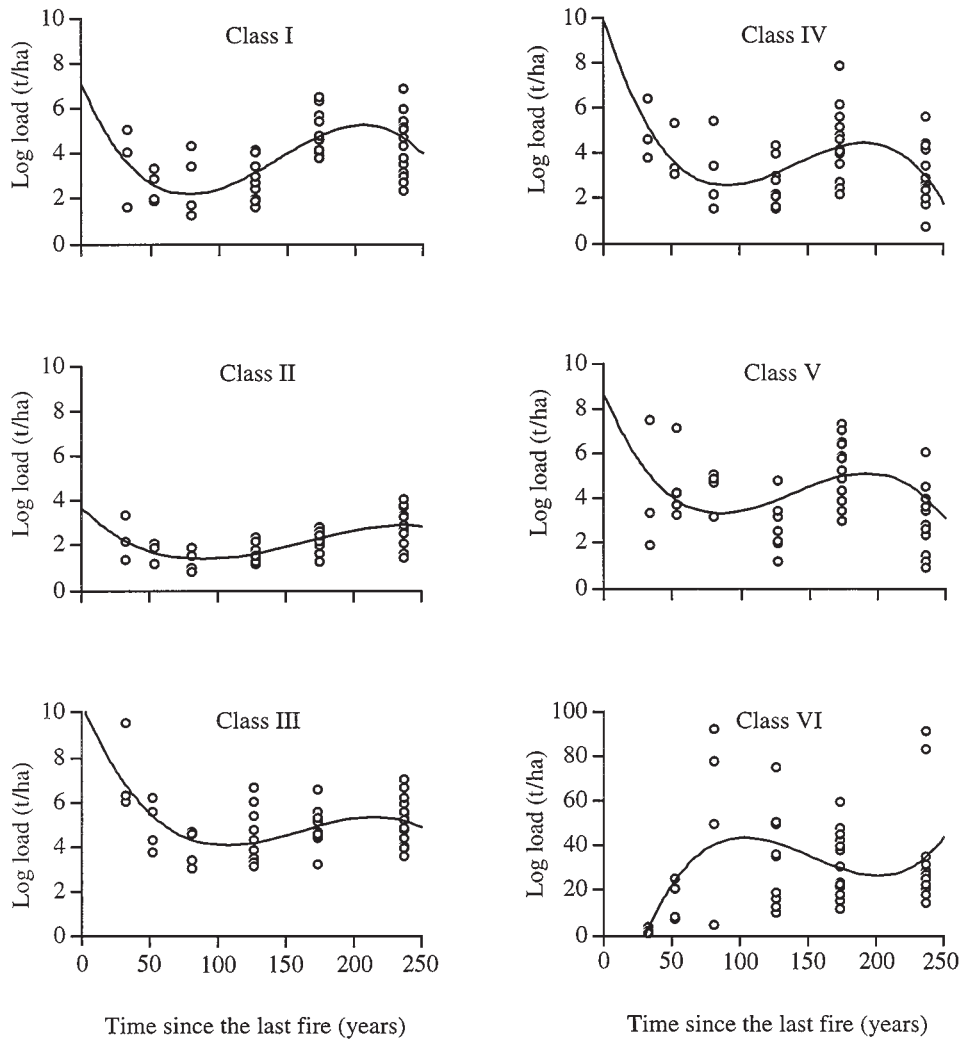 Class I
Log load (t/ha)
10
8
6
4
2
0
Class IV
Log load (t/ha)
10
8
6
4
2
0
Class II
Log load (t/ha)
10
8
6
4
2
0
Class V
Log load (t/ha)
10
8
6
4
2
0
Class III
Log load (t/ha)
10
8
6
4
2
0
0 50 100 150 200 250
Time since the last fire (years)
Class VI
Log load (t/ha)
100
80
60
40
20
0
0 50 100 150 200 250
Time since the last fire (years)